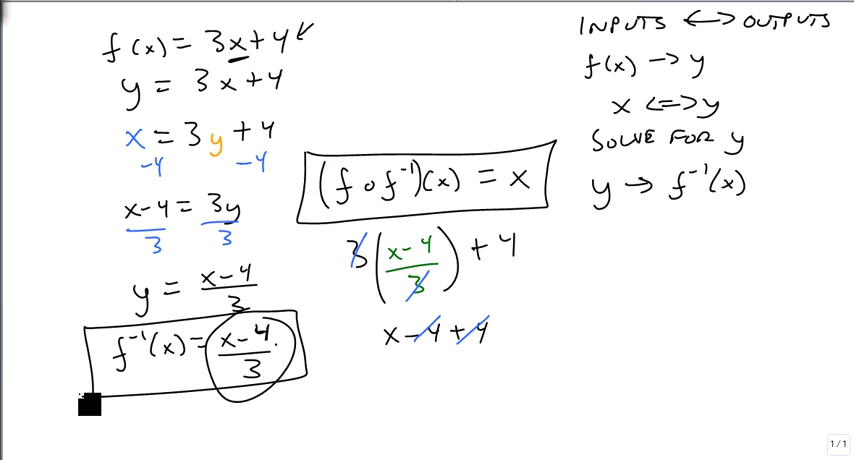 f(x) = 3x+4
y = 3x+4
x = 3y +4
-4 -4
x-4 = 3y
3 3
y = x-4
3
f⁻¹(x) = x-4
3
(f o f⁻¹)(x) = x
3(x-4) + 4
3
x-4+4
INPUTS <-> OUTPUTS
f(x) -> y
x <=> y
SOLVE FOR y
y -> f⁻¹(x)
1/1